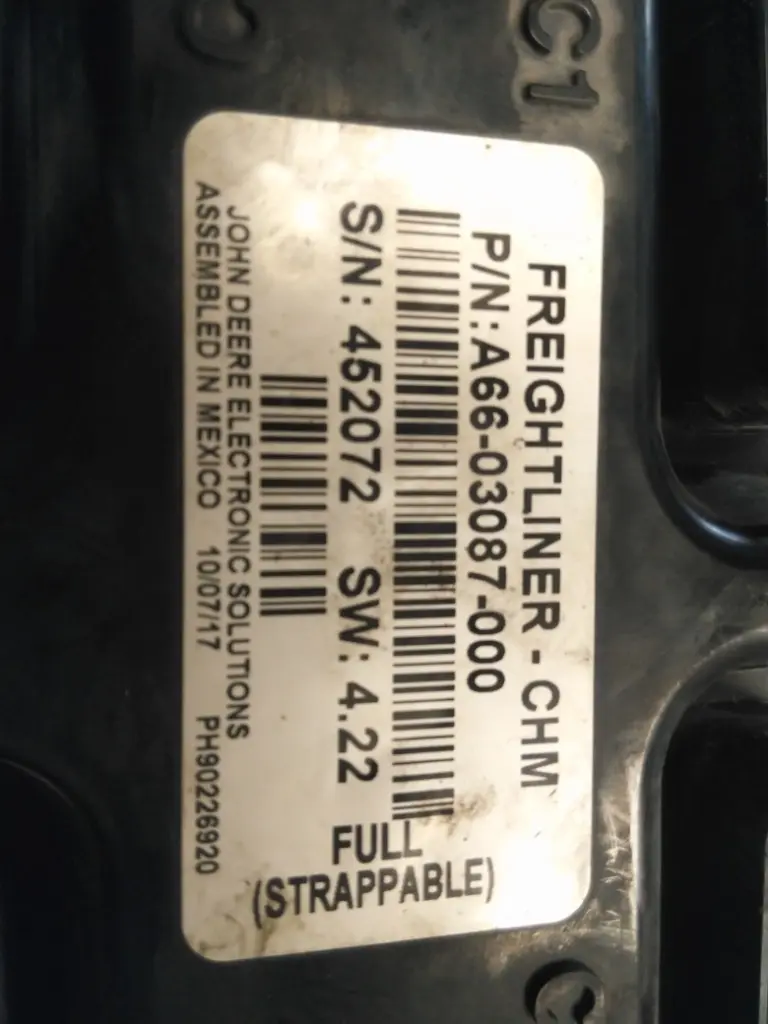 C1
FREIGHTLINER - CHM
P/N:A66-03087-000
S/N: 452072 SW: 4.22
FULL
(STRAPPABLE)
JOHN DEERE ELECTRONIC SOLUTIONS
ASSEMBLED IN MEXICO 10/07/17 PH90226920